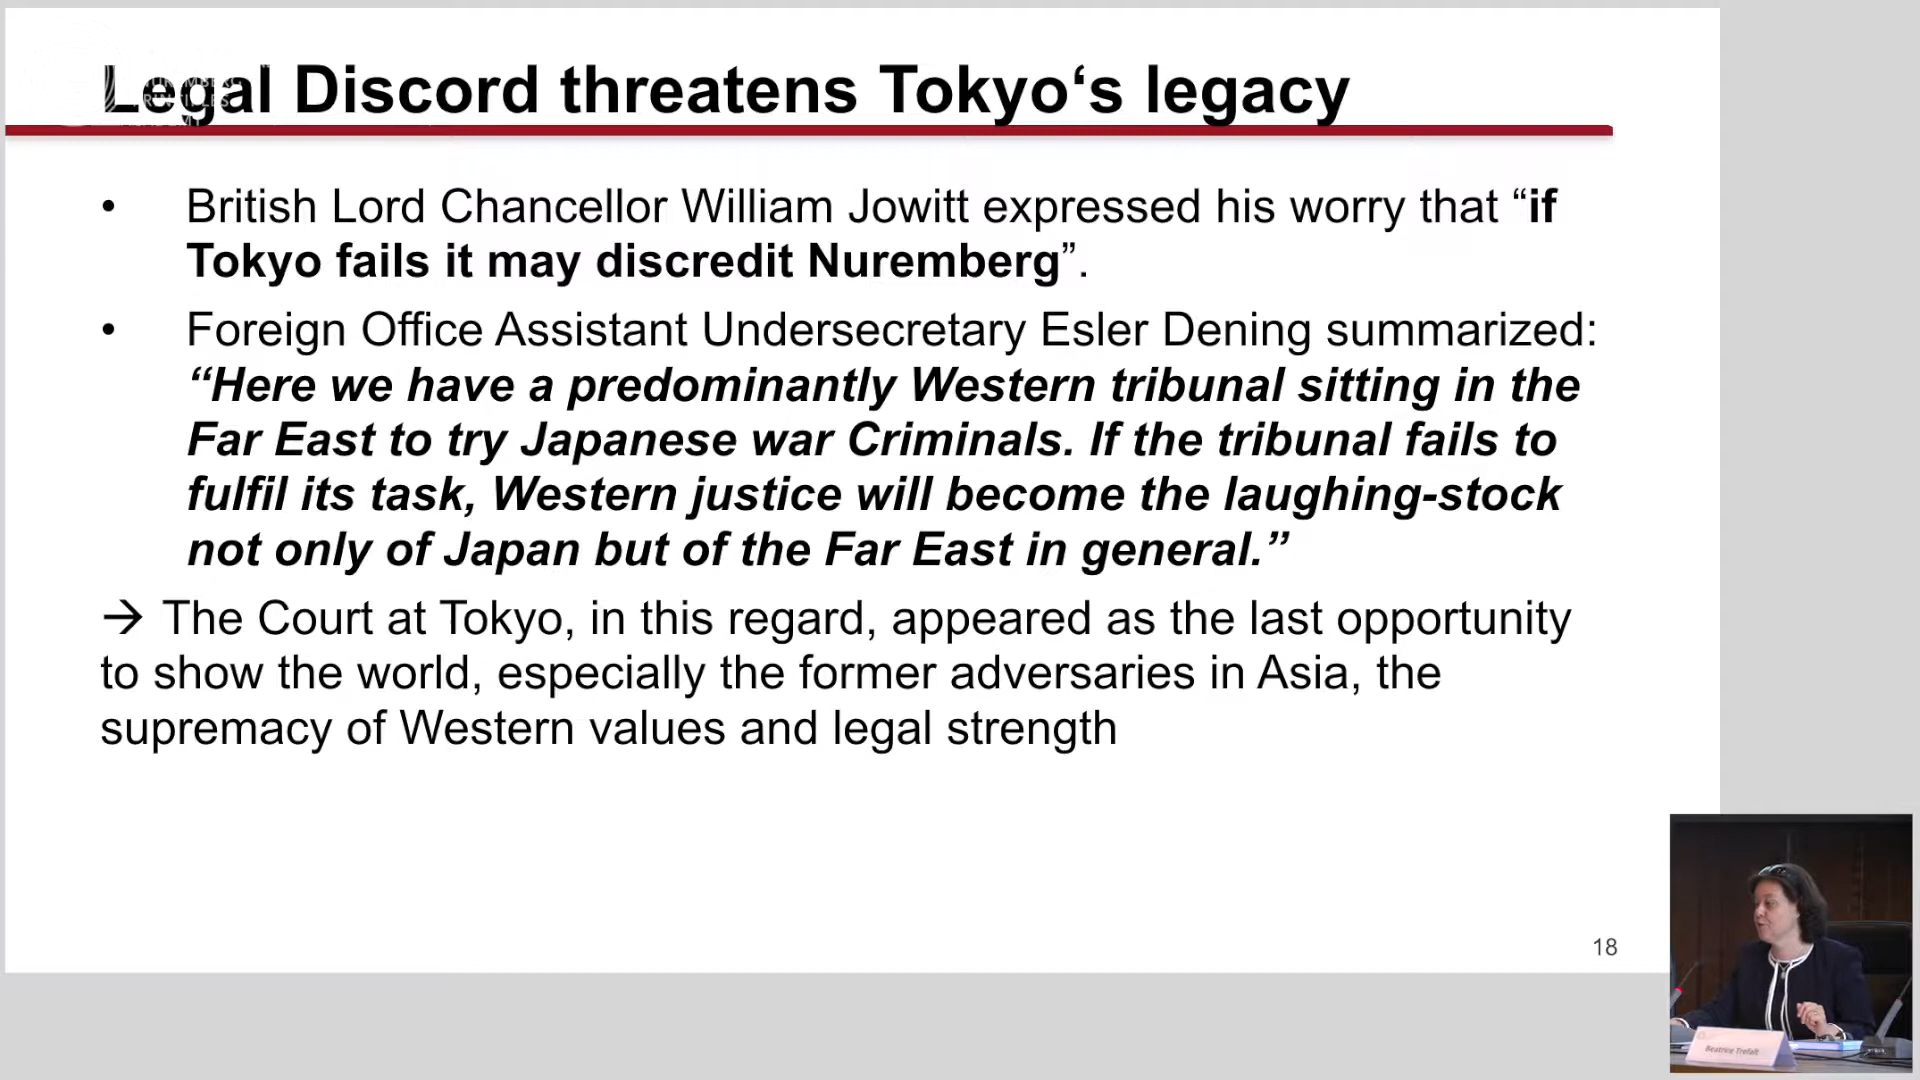 Legal Discord threatens Tokyo‘s legacy
NUREMBERG
PRINCIPLES
ACADEMY
• British Lord Chancellor William Jowitt expressed his worry that “if
Tokyo fails it may discredit Nuremberg”.
• Foreign Office Assistant Undersecretary Esler Dening summarized:
“Here we have a predominantly Western tribunal sitting in the
Far East to try Japanese war Criminals. If the tribunal fails to
fulfil its task, Western justice will become the laughing-stock
not only of Japan but of the Far East in general.”
→ The Court at Tokyo, in this regard, appeared as the last opportunity
to show the world, especially the former adversaries in Asia, the
supremacy of Western values and legal strength
18
Beatrice Trefalt